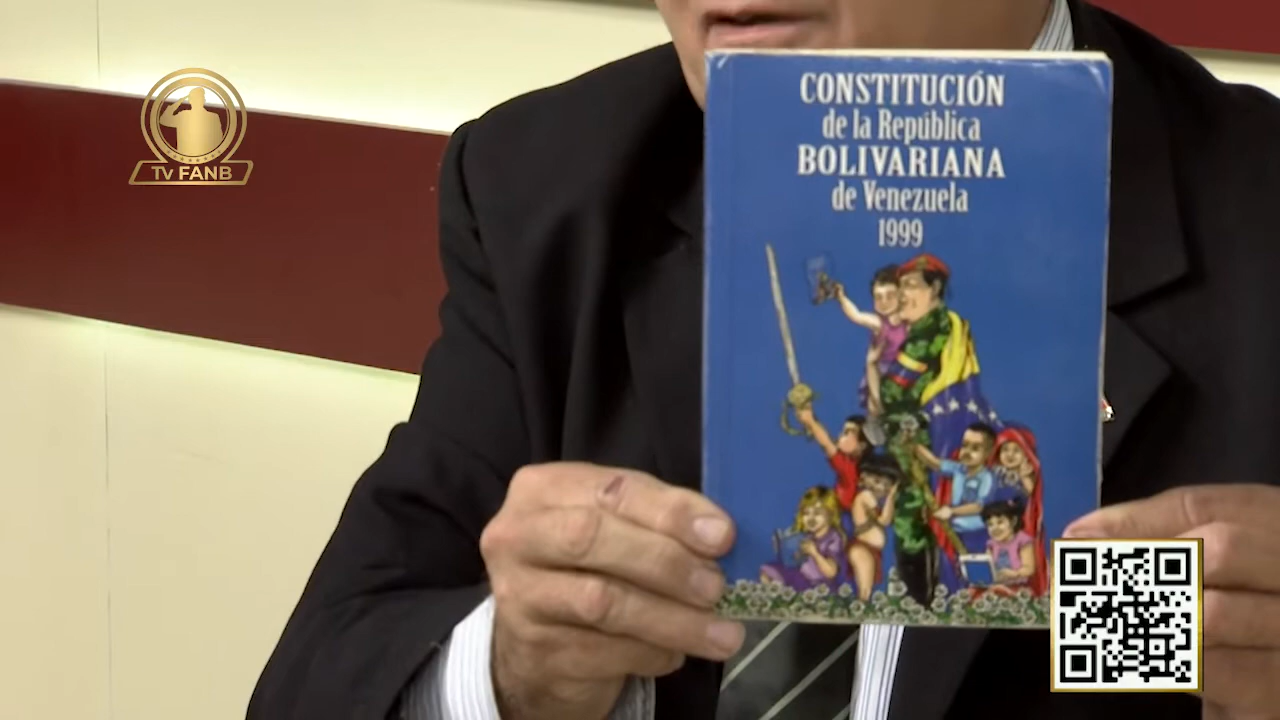 Tv FANB
CONSTITUCIÓN
de la República
BOLIVARIANA
de Venezuela
1999